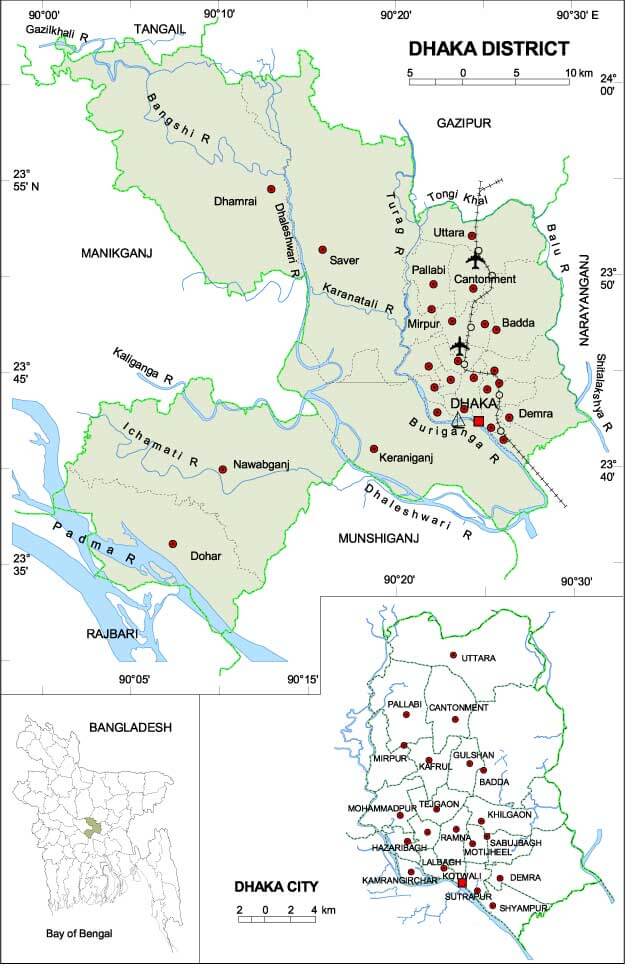 90°00'
90°10'
90°20'
90°30' E
Gazilkhali R
TANGAIL
DHAKA DISTRICT
5 0 5 10 km
24°
00'
GAZIPUR
Bangshi R
23°
55' N
Dhamrai
Dhaleshwari R
Turag R
Tongi Khal
Uttara
Balu R
Saver
MANIKGANJ
Pallabi
Cantonment
23°
50'
NARAYANGANJ
Karanatali R
Mirpur
Badda
Kaliganga R
23°
45'
Shitalakshya R
DHAKA
Demra
Buriganga R
Ichamati R
Nawabganj
Keraniganj
23°
40'
Dhaleshwari R
Padma R
MUNSHIGANJ
Dohar
23°
35'
RAJBARI
90°05'
90°15'
90°20'
90°30'
UTTARA
PALLABI
CANTONMENT
MIRPUR
KAFRUL
GULSHAN
BADDA
MOHAMMADPUR
TEJGAON
KHILGAON
RAMNA
SABUJBAGH
HAZARIBAGH
MOTIJHEEL
LALBAGH
KOTWALI
KAMRANGIRCHAR
DEMRA
SUTRAPUR
SHYAMPUR
BANGLADESH
Bay of Bengal
DHAKA CITY
2 0 2 4 km